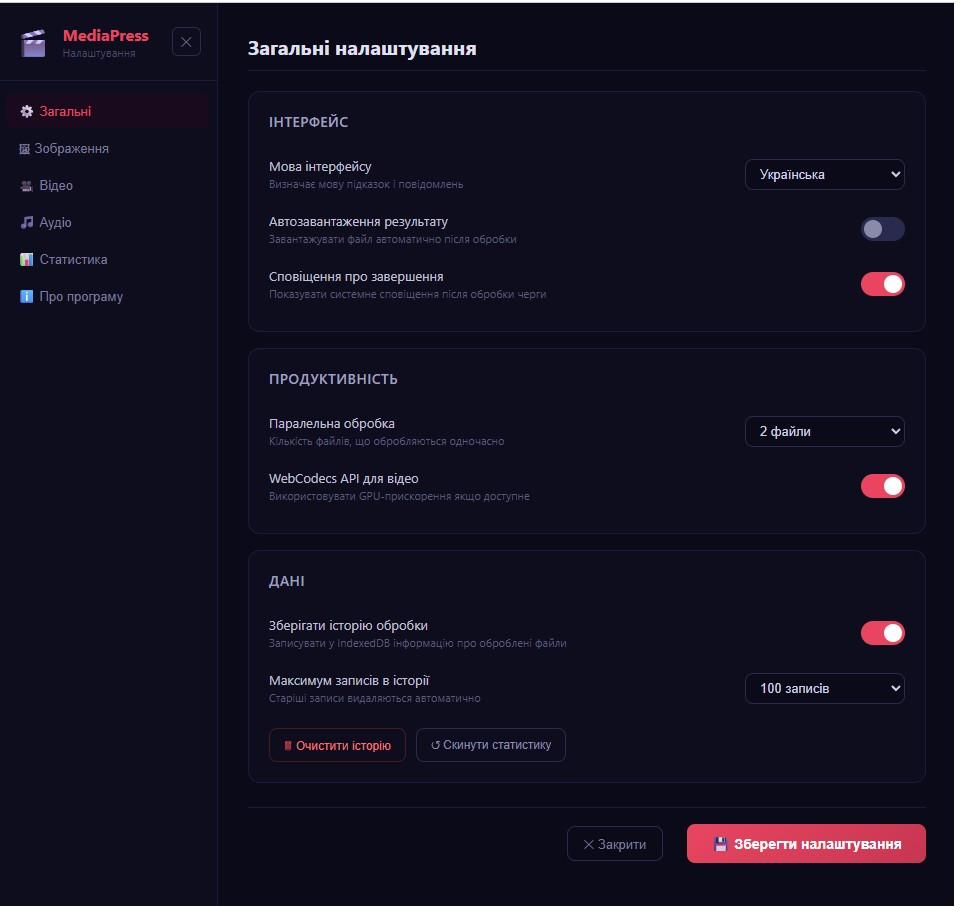 MediaPress
Налаштування
Загальні
Зображення
Відео
Аудіо
Статистика
Про програму
Загальні налаштування
ІНТЕРФЕЙС
Мова інтерфейсу
Визначає мову підказок і повідомлень
Українська
Автозавантаження результату
Завантажувати файл автоматично після обробки
Сповіщення про завершення
Показувати системне сповіщення після обробки черги
ПРОДУКТИВНІСТЬ
Паралельна обробка
Кількість файлів, що обробляються одночасно
2 файли
WebCodecs API для відео
Використовувати GPU-прискорення якщо доступне
ДАНІ
Зберігати історію обробки
Записувати у IndexedDB інформацію про оброблені файли
Максимум записів в історії
Старіші записи видаляються автоматично
100 записів
Очистити історію
↺ Скинути статистику
✕ Закрити
Зберегти налаштування